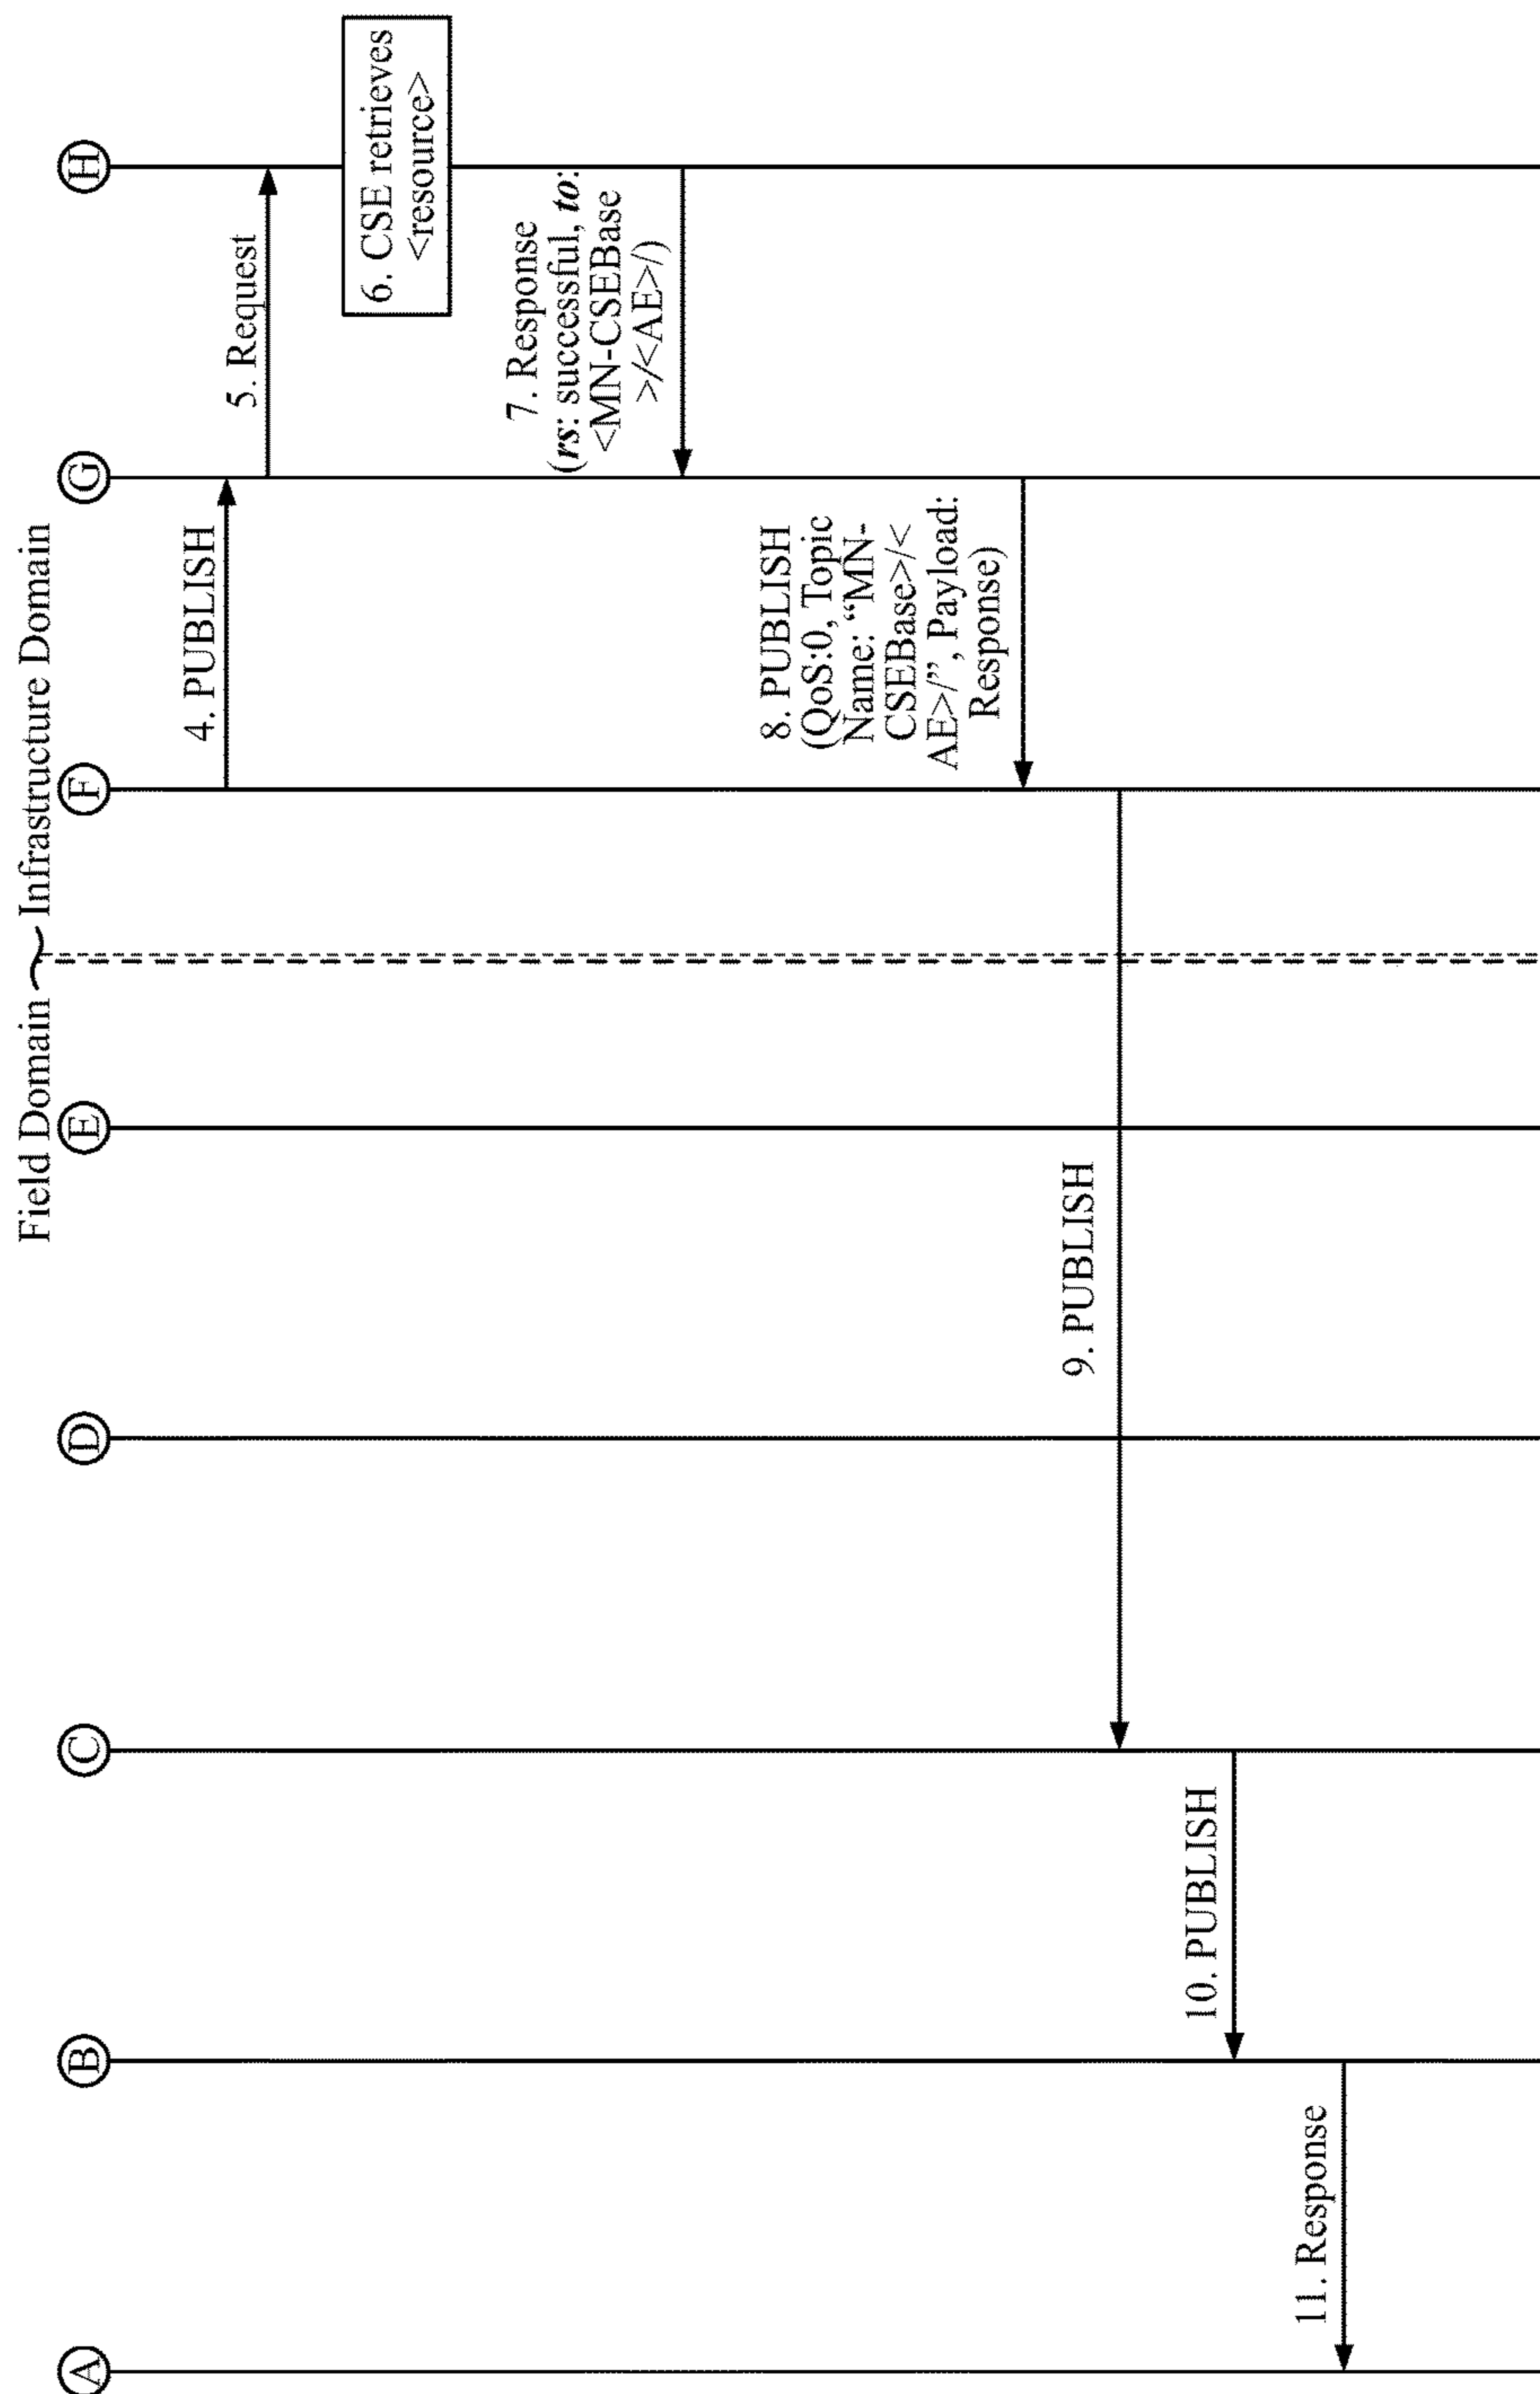 Field Domain
Infrastructure Domain
A
B
C
D
E
F
G
H
4. PUBLISH
5. Request
6. CSE retrieves
<resource>
7. Response
(rs: successful, to:
<MN-CSEBase
>/<AE>/)
8. PUBLISH
(QoS:0, Topic
Name: “MN-
CSEBase>/<
AE>/”, Payload:
Response)
9. PUBLISH
10. PUBLISH
11. Response